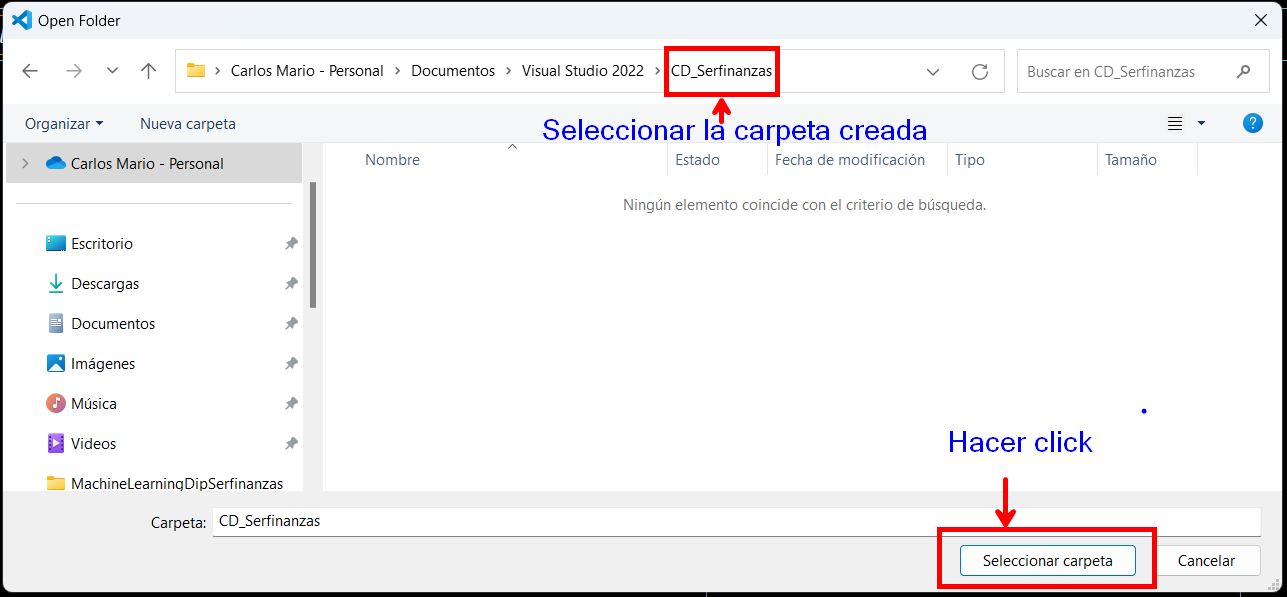 Open Folder
Carlos Mario - Personal > Documentos > Visual Studio 2022 > CD_Serfinanzas
Buscar en CD_Serfinanzas
Organizar
Nueva carpeta
Seleccionar la carpeta creada
?
Carlos Mario - Personal
Nombre
Estado
Fecha de modificación
Tipo
Tamaño
Ningún elemento coincide con el criterio de búsqueda.
Escritorio
Descargas
Documentos
Imágenes
Música
Videos
MachineLearningDipSerfinanzas
Hacer click
Carpeta: CD_Serfinanzas
Seleccionar carpeta
Cancelar